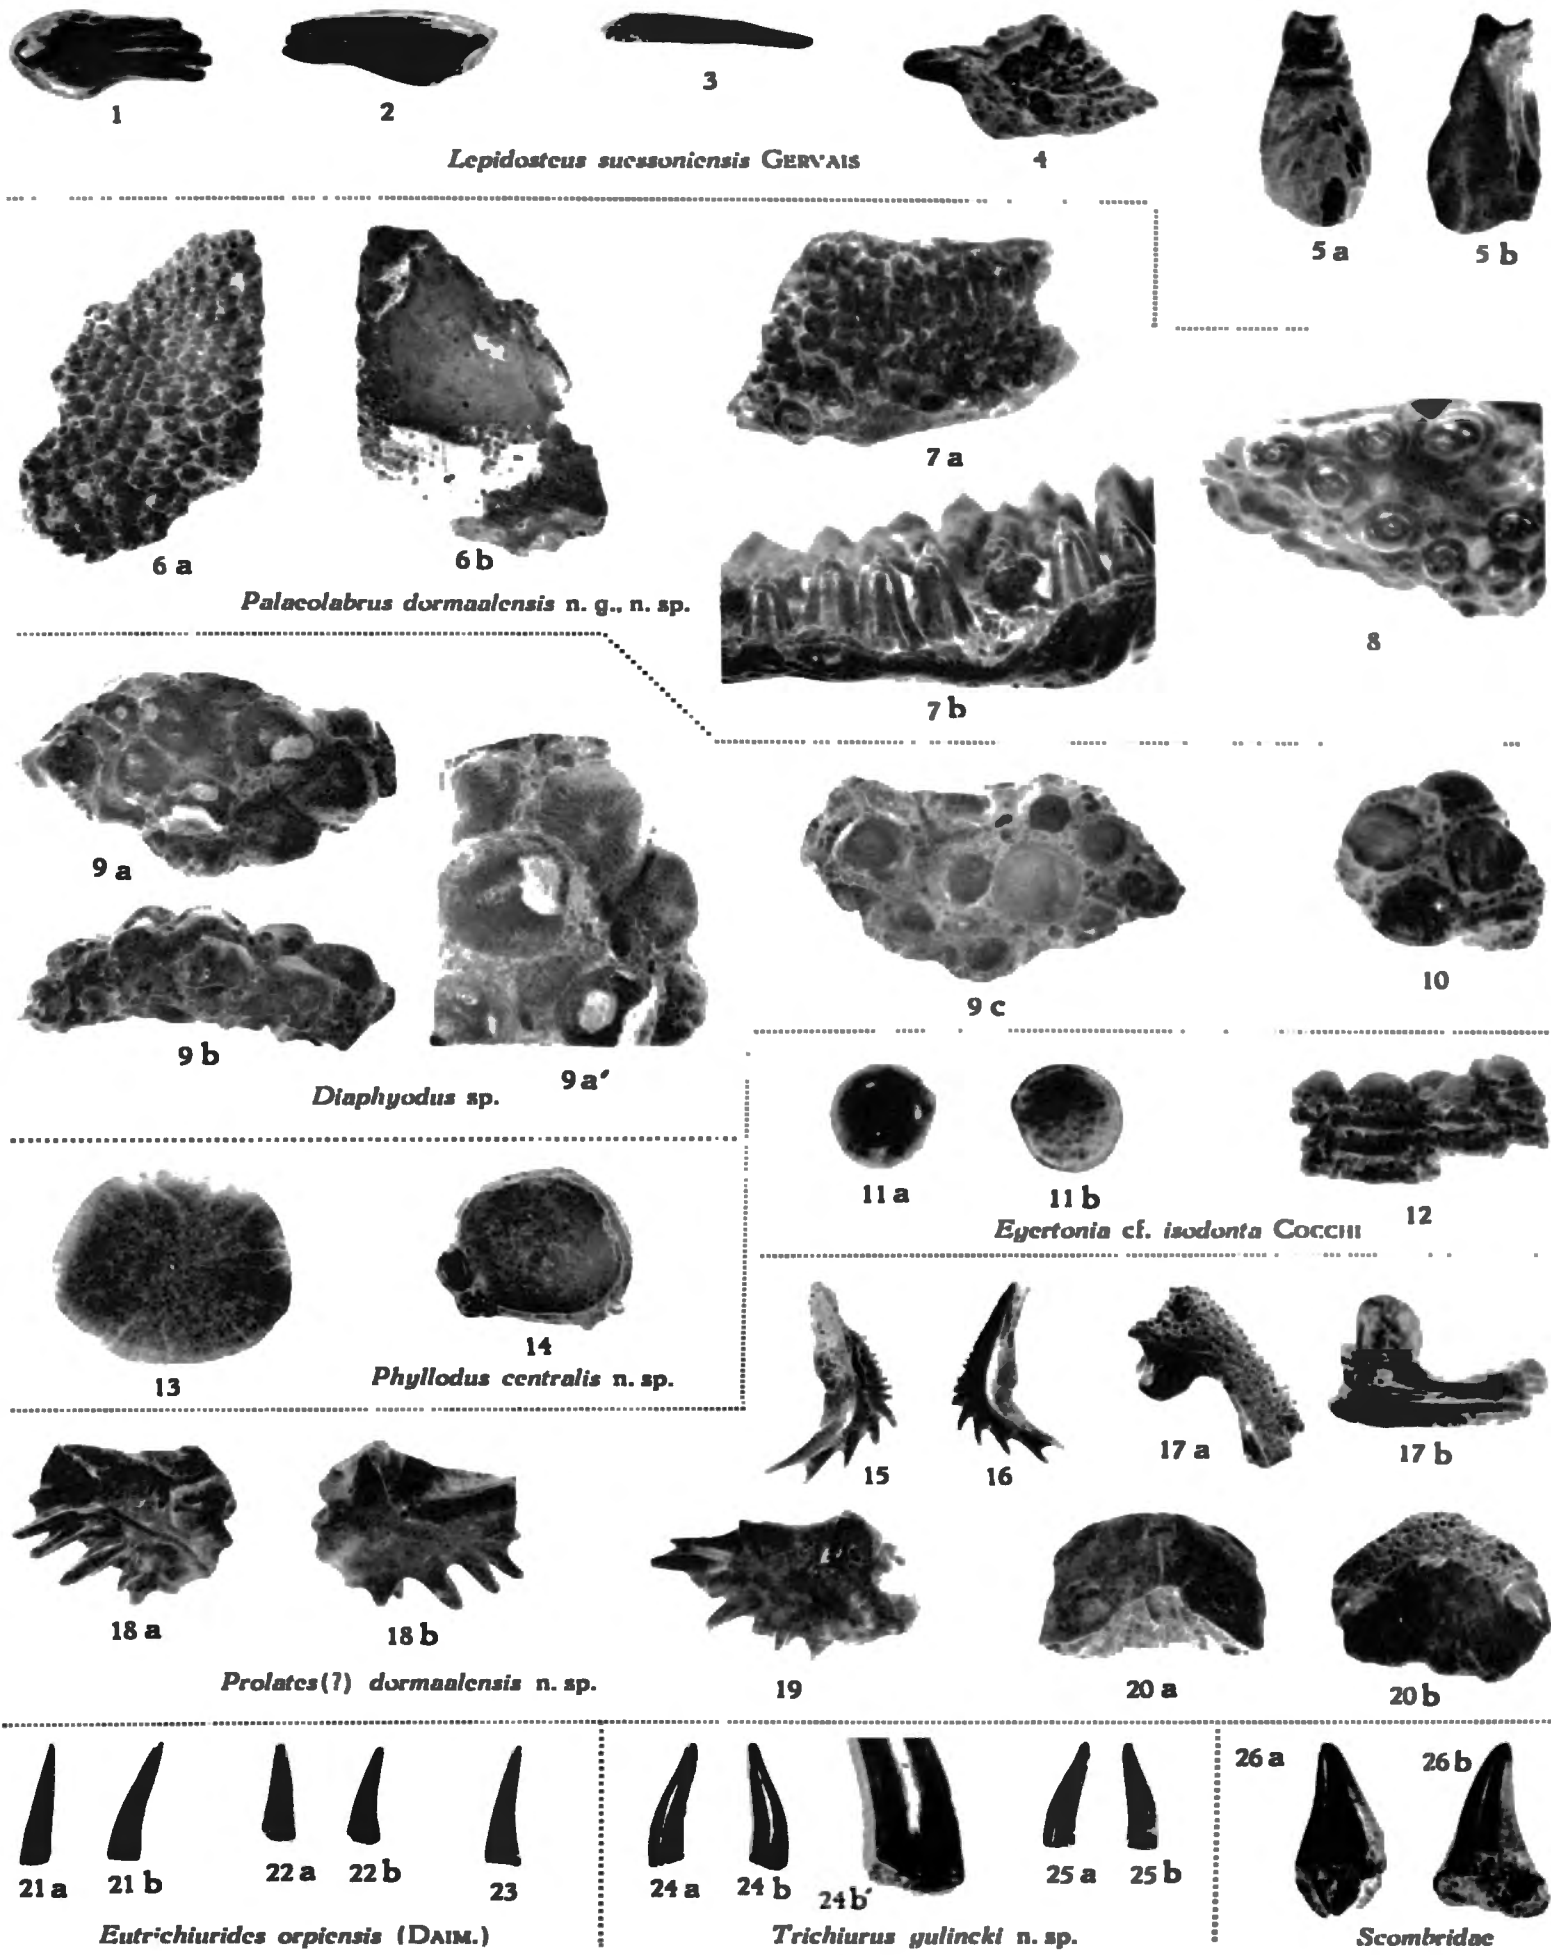 1
2
3
4
5 a
5 b
Lepidosteus suessoniensis GERVAIS
6 a
6 b
7 a
7 b
8
Palaeolabrus dormaalensis n. g., n. sp.
9 a
9 b
9 a'
9 c
10
Diaphyodus sp.
11 a
11 b
12
Egertonia cf. isodonta COCCHI
13
14
Phyllodus centralis n. sp.
15
16
17 a
17 b
18 a
18 b
19
20 a
20 b
Prolates (?) dormaalensis n. sp.
21 a
21 b
22 a
22 b
23
24 a
24 b
24 b'
25 a
25 b
26 a
26 b
Eutrichiurides orpiensis (DAIM.)
Trichiurus gulincki n. sp.
Scombridae